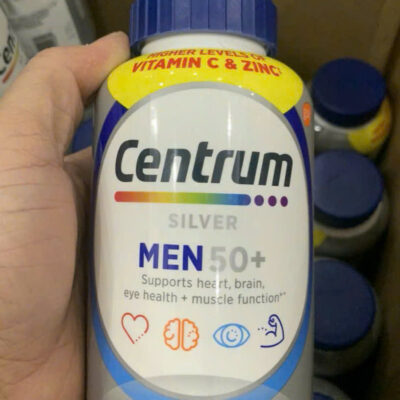 HIGHER LEVELS OF
VITAMIN C & ZINC†
Centrum
SILVER
MEN 50+
Supports heart, brain,
eye health + muscle function*^